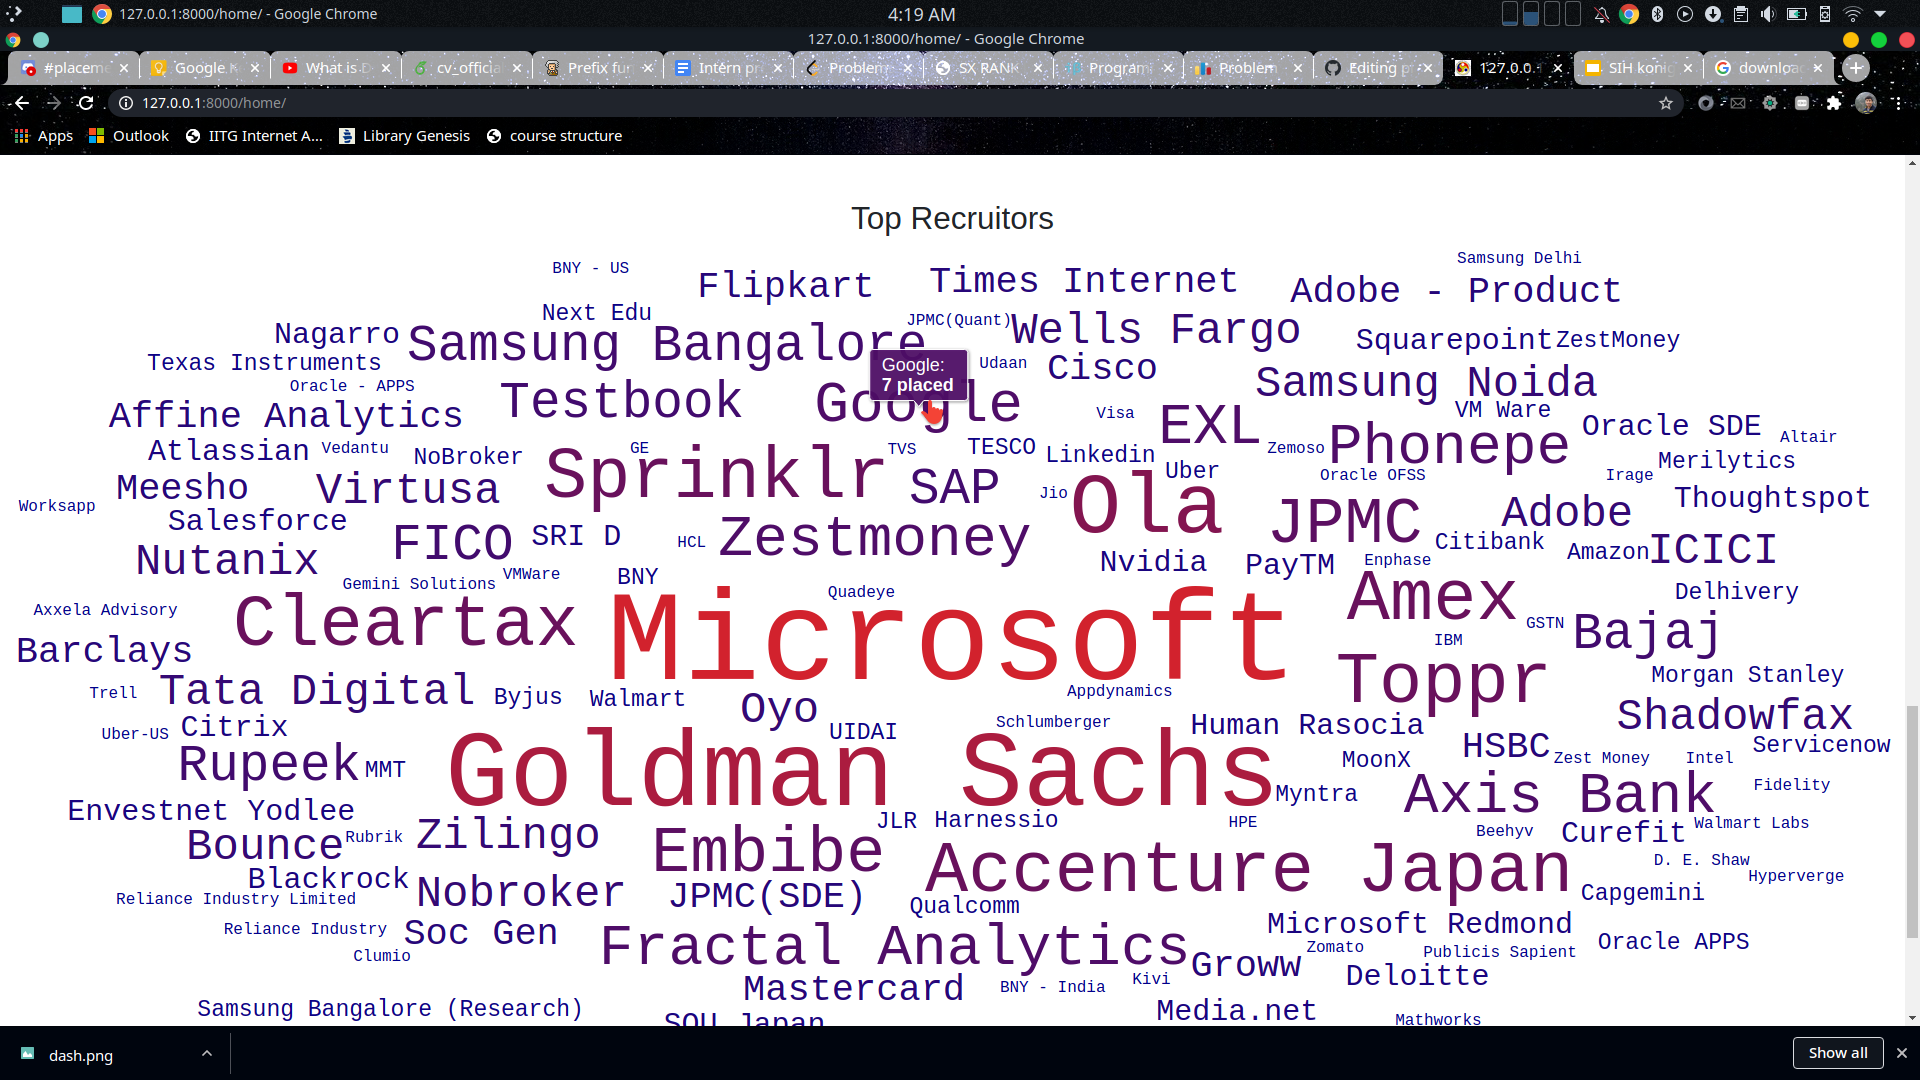 127.0.0.1:8000/home/ - Google Chrome
4:19 AM
127.0.0.1:8000/home/ - Google Chrome
#placeme
Google
What is
cv_officia
Prefix fu
Intern pr
Problem
SX RANK
Program
Problem
Editing p
127.0.0.1
SIH konig
downloa
127.0.0.1:8000/home/
Apps
Outlook
IITG Internet A...
Library Genesis
course structure
Top Recruitors
Samsung Delhi
BNY - US
Flipkart
Times Internet
Adobe - Product
Next Edu
JPMC(Quant)
Nagarro
Samsung Bangalore
Wells Fargo
Squarepoint
ZestMoney
Texas Instruments
Google:
7 placed
Udaan
Cisco
Oracle - APPS
Testbook
Google
Samsung Noida
Affine Analytics
Visa
EXL
VM Ware
Oracle SDE
Altair
Atlassian
Vedantu
NoBroker
GE
TVS
TESCO
Linkedin
Zemoso
Phonepe
Merilytics
Sprinklr
Uber
Oracle OFSS
Irage
Meesho
Virtusa
SAP
Jio
Ola
Thoughtspot
Worksapp
Salesforce
JPMC
Adobe
FICO
SRI D
HCL
Zestmoney
Citibank
Amazon
ICICI
Nutanix
Nvidia
PayTM
Enphase
Gemini Solutions
VMWare
BNY
Quadeye
Amex
Delhivery
Axxela Advisory
Cleartax
Microsoft
GSTN
Bajaj
IBM
Barclays
Toppr
Morgan Stanley
Trell
Tata Digital
Byjus
Walmart
Appdynamics
Oyo
Schlumberger
Human Rasocia
Shadowfax
Uber-US
Citrix
UIDAI
HSBC
Servicenow
Rupeek
MMT
Goldman Sachs
MoonX
Zest Money
Intel
Fidelity
Myntra
Axis Bank
Envestnet Yodlee
Bounce
Rubrik
Zilingo
JLR
Harnessio
HPE
Beehyv
Curefit
Walmart Labs
Embibe
D. E. Shaw
Accenture Japan
Hyperverge
Blackrock
Reliance Industry Limited
Nobroker
JPMC(SDE)
Qualcomm
Capgemini
Reliance Industry
Soc Gen
Microsoft Redmond
Clumio
Fractal Analytics
Zomato
Publicis Sapient
Oracle APPS
Groww
Mastercard
BNY - India
Kivi
Deloitte
Samsung Bangalore (Research)
Media.net
SOU Japan
Mathworks
dash.png
Show all